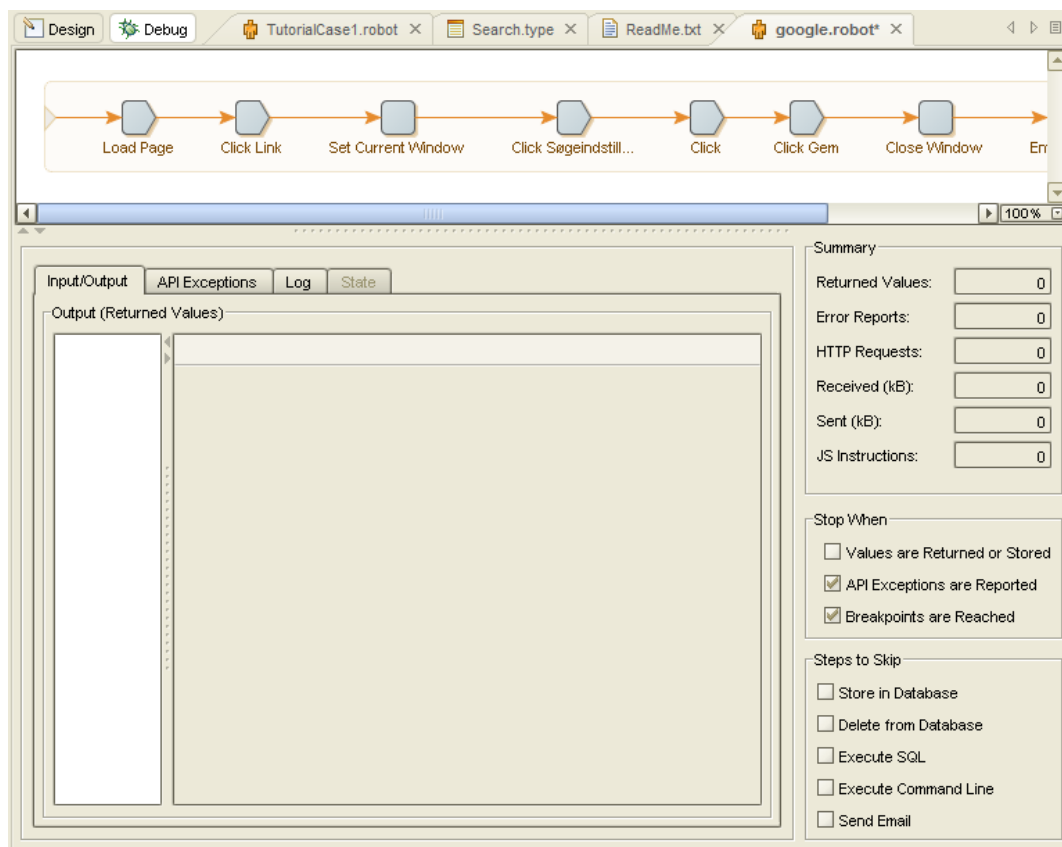 Design Debug TutorialCase1.robot Search.type ReadMe.txt google.robot*
Load Page Click Link Set Current Window Click Søgeindstill... Click Click Gem Close Window
100%
Input/Output API Exceptions Log State
Output (Returned Values)
Summary
Returned Values: 0
Error Reports: 0
HTTP Requests: 0
Received (kB): 0
Sent (kB): 0
JS Instructions: 0
Stop When
Values are Returned or Stored
API Exceptions are Reported
Breakpoints are Reached
Steps to Skip
Store in Database
Delete from Database
Execute SQL
Execute Command Line
Send Email